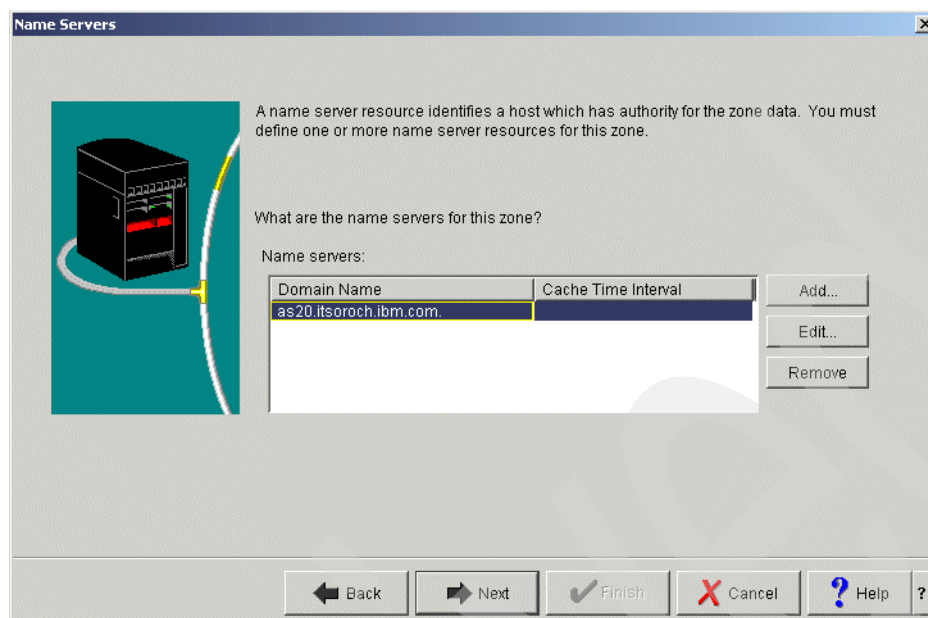 Name Servers
A name server resource identifies a host which has authority for the zone data. You must
define one or more name server resources for this zone.
What are the name servers for this zone?
Name servers:
Domain Name Cache Time Interval
as20.itsoroch.ibm.com.
Add...
Edit...
Remove
Back Next Finish Cancel ? Help ?